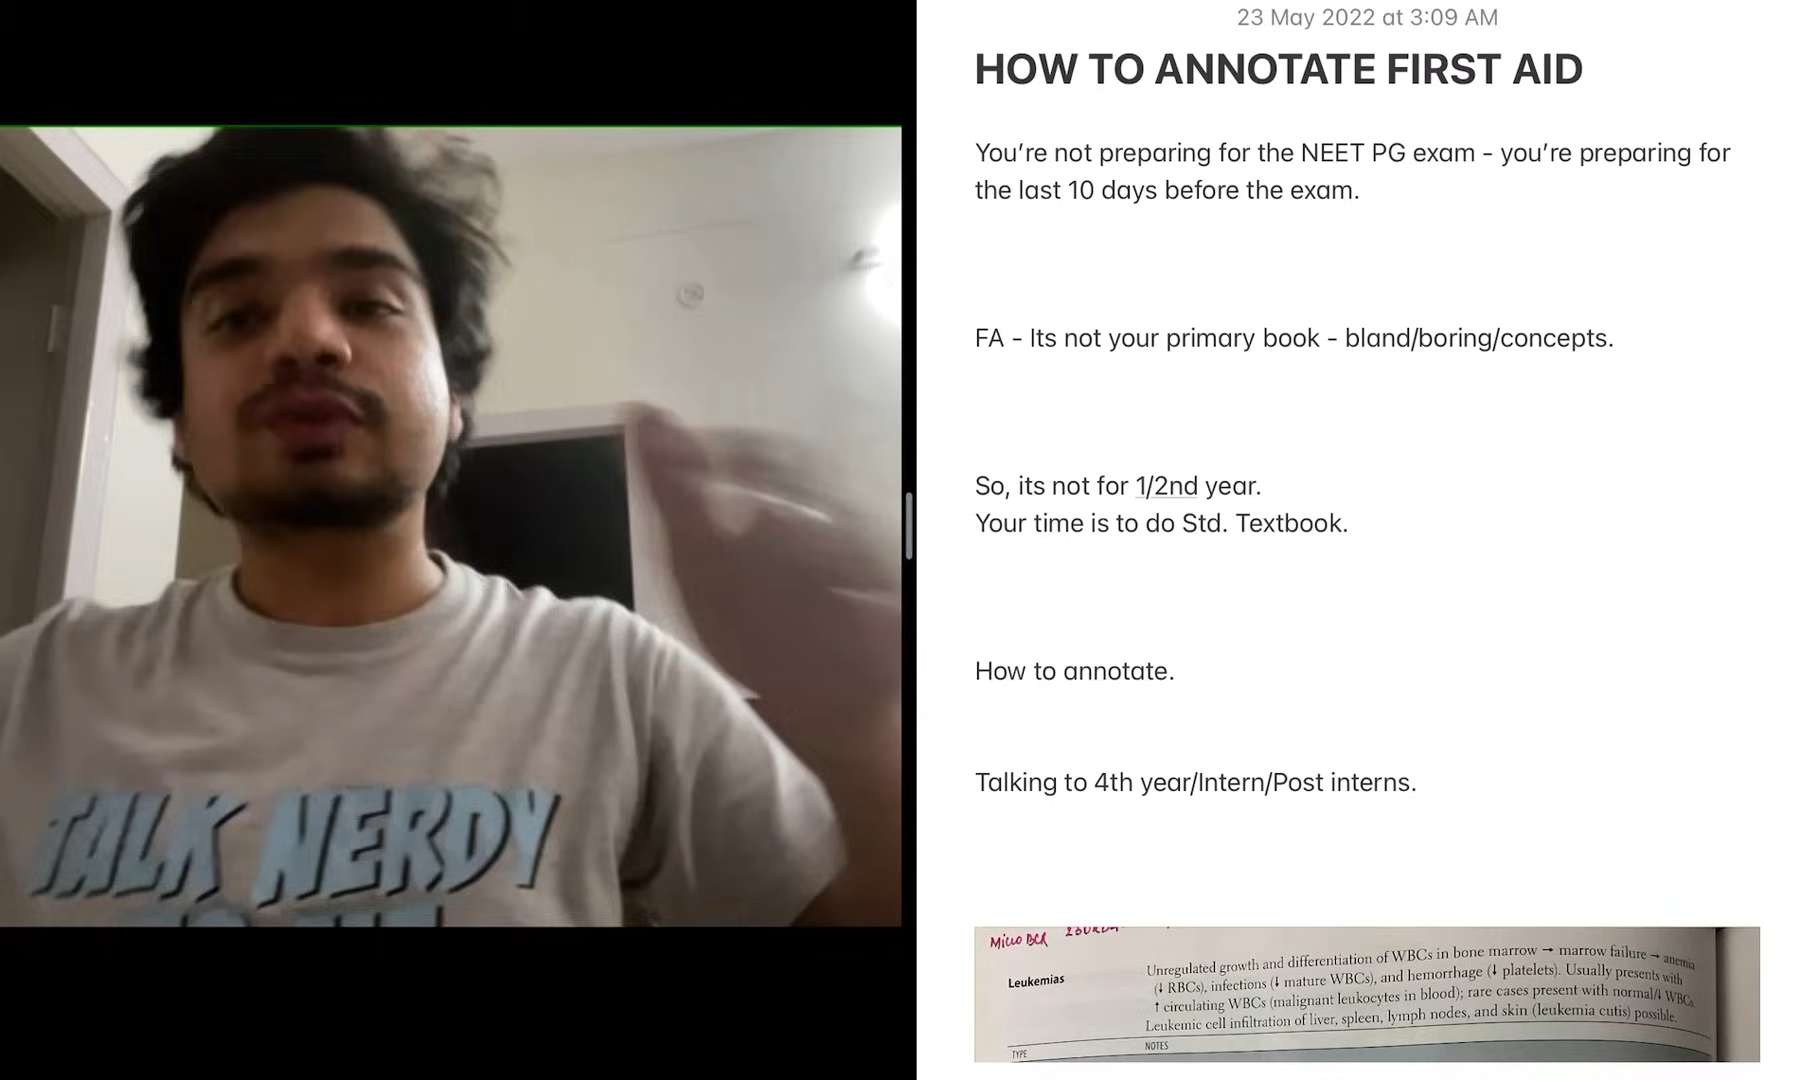 23 May 2022 at 3:09 AM
HOW TO ANNOTATE FIRST AID
You're not preparing for the NEET PG exam - you're preparing for
the last 10 days before the exam.
FA - Its not your primary book - bland/boring/concepts.
So, its not for 1/2nd year.
Your time is to do Std. Textbook.
How to annotate.
Talking to 4th year/Intern/Post interns.
TALK NERDY
Micro BCR
Leukemias
Unregulated growth and differentiation of WBCs in bone marrow → marrow failure → anemia
(↓ RBCs), infections (↓ mature WBCs), and hemorrhage (↓ platelets). Usually presents with
↑ circulating WBCs (malignant leukocytes in blood); rare cases present with normal/↓ WBCs.
Leukemic cell infiltration of liver, spleen, lymph nodes, and skin (leukemia cutis) possible.
TYPE
NOTES